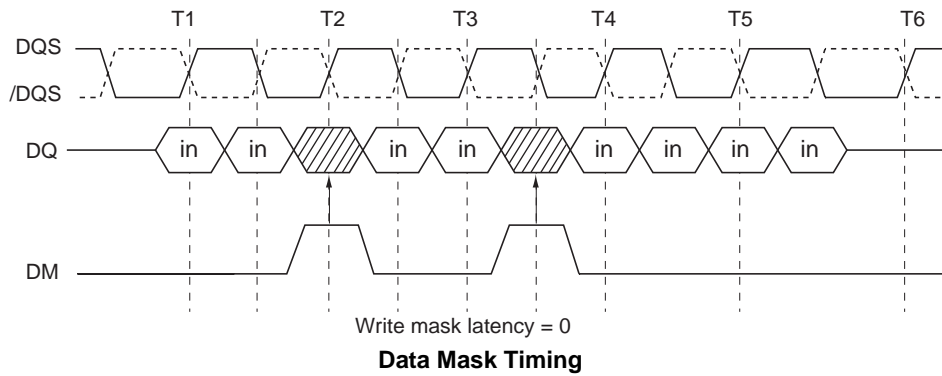 T1 T2 T3 T4 T5 T6
DQS
/DQS
DQ in in in in in in in in
DM
Write mask latency = 0
Data Mask Timing